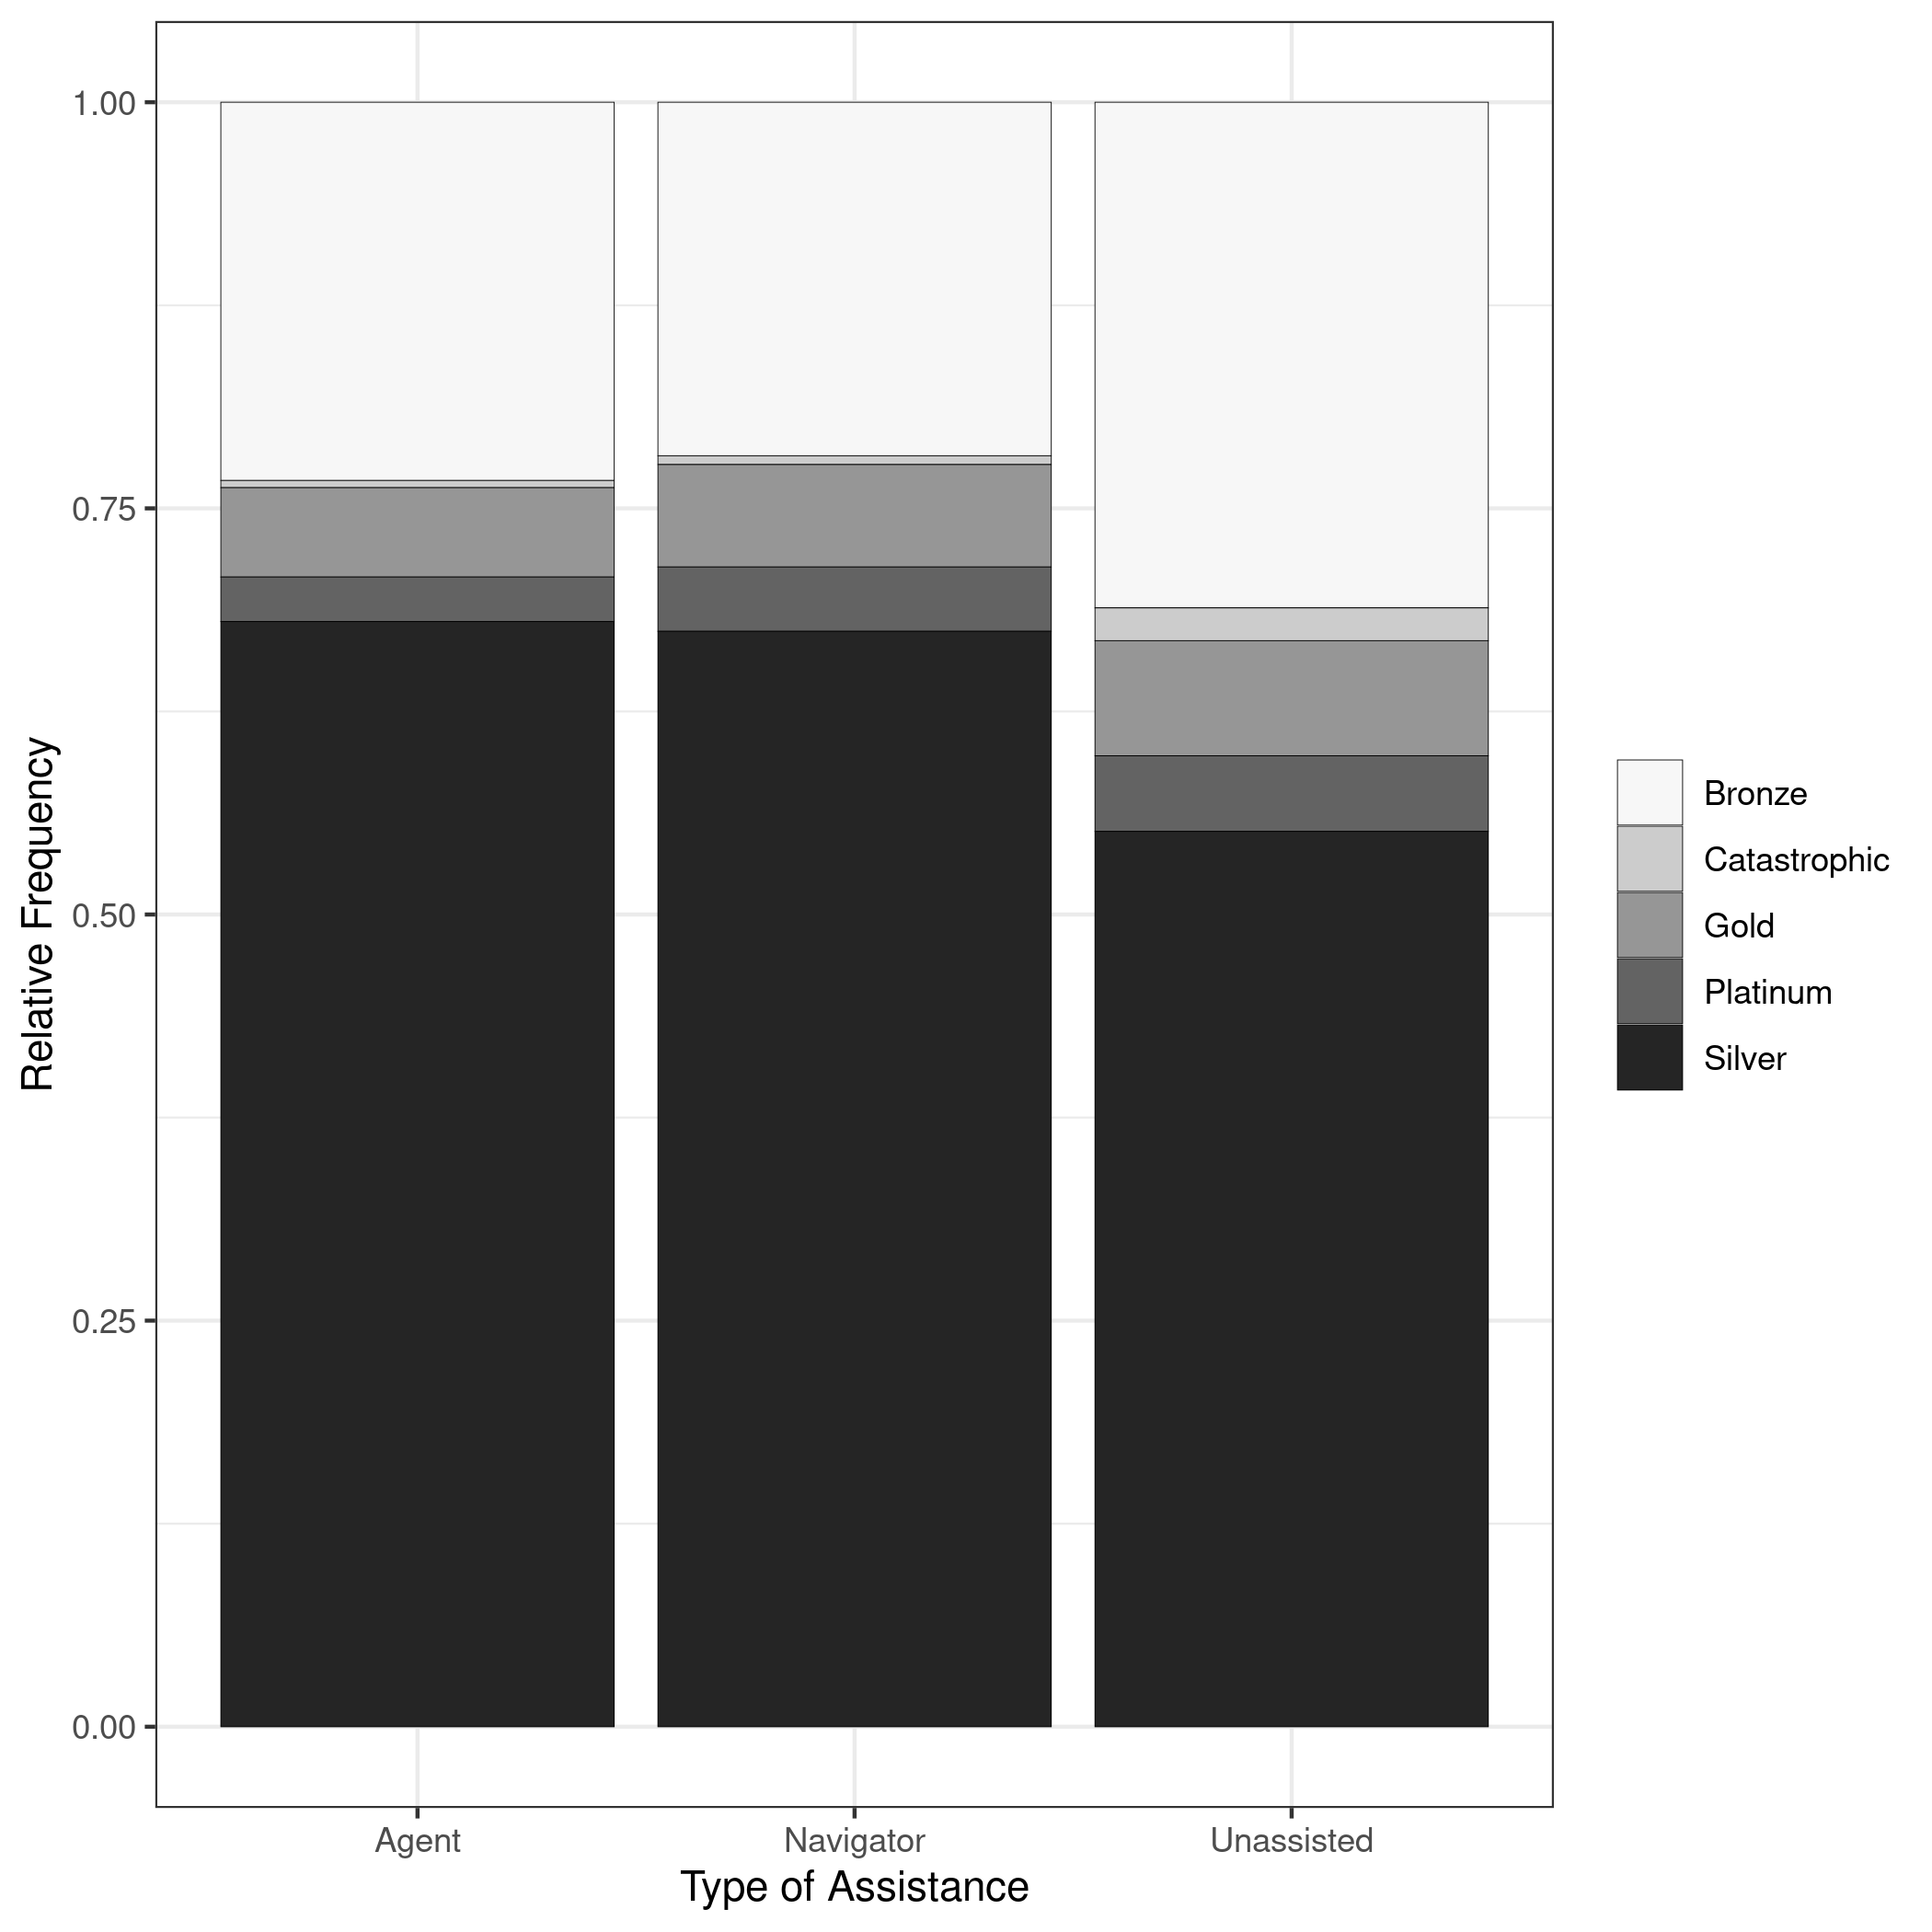 1.00
0.75
0.50
0.25
0.00
Relative Frequency
Agent
Navigator
Unassisted
Type of Assistance
Bronze
Catastrophic
Gold
Platinum
Silver